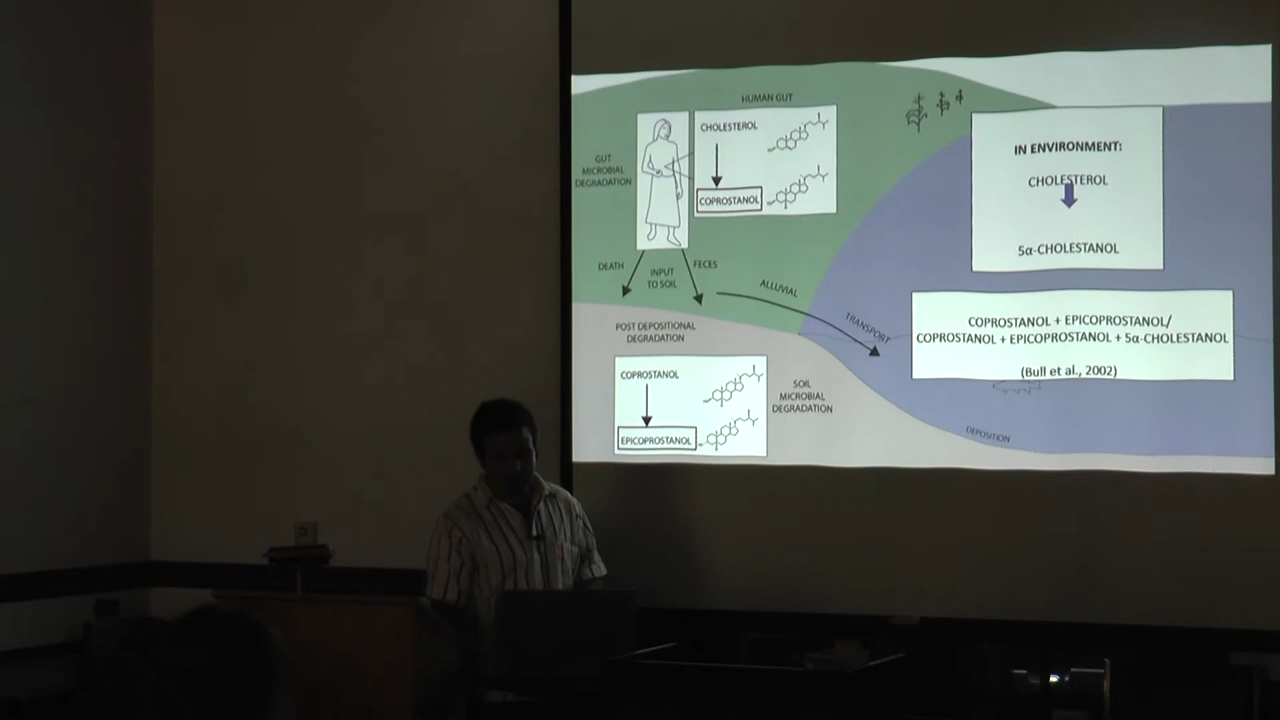 HUMAN GUT
CHOLESTEROL
COPROSTANOL
GUT
MICROBIAL
DEGRADATION
DEATH
INPUT
TO SOIL
FECES
ALLUVIAL
TRANSPORT
POST DEPOSITIONAL
DEGRADATION
COPROSTANOL
EPICOPROSTANOL
SOIL
MICROBIAL
DEGRADATION
DEPOSITION
IN ENVIRONMENT:
CHOLESTEROL
5α-CHOLESTANOL
COPROSTANOL + EPICOPROSTANOL/
COPROSTANOL + EPICOPROSTANOL + 5α-CHOLESTANOL
(Bull et al., 2002)